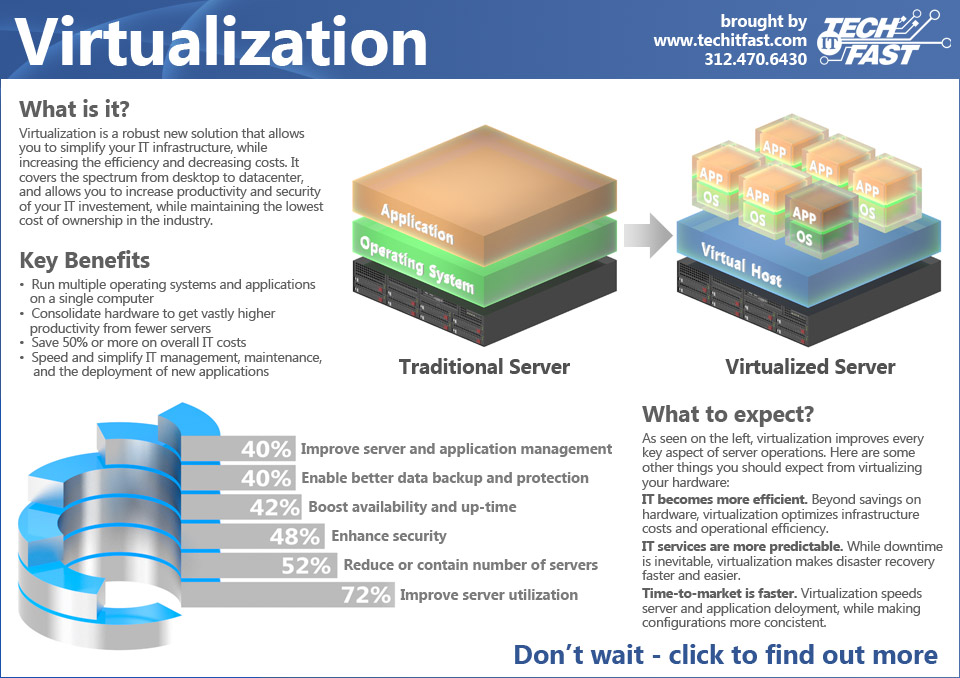 Virtualization
brought by
www.techitfast.com
312.470.6430
TECH
IT
FAST
What is it?
Virtualization is a robust new solution that allows
you to simplify your IT infrastructure, while
increasing the efficiency and decreasing costs. It
covers the spectrum from desktop to datacenter,
and allows you to increase productivity and security
of your IT investement, while maintaining the lowest
cost of ownership in the industry.
Key Benefits
• Run multiple operating systems and applications
on a single computer
• Consolidate hardware to get vastly higher
productivity from fewer servers
• Save 50% or more on overall IT costs
• Speed and simplify IT management, maintenance,
and the deployment of new applications
Application
Operating System
Traditional Server
APP
APP
APP
OS
APP
OS
APP
OS
APP
OS
Virtual Host
Virtualized Server
40% Improve server and application management
40% Enable better data backup and protection
42% Boost availability and up-time
48% Enhance security
52% Reduce or contain number of servers
72% Improve server utilization
What to expect?
As seen on the left, virtualization improves every
key aspect of server operations. Here are some
other things you should expect from virtualizing
your hardware:
IT becomes more efficient. Beyond savings on
hardware, virtualization optimizes infrastructure
costs and operational efficiency.
IT services are more predictable. While downtime
is inevitable, virtualization makes disaster recovery
faster and easier.
Time-to-market is faster. Virtualization speeds
server and application deloyment, while making
configurations more concistent.
Don't wait - click to find out more